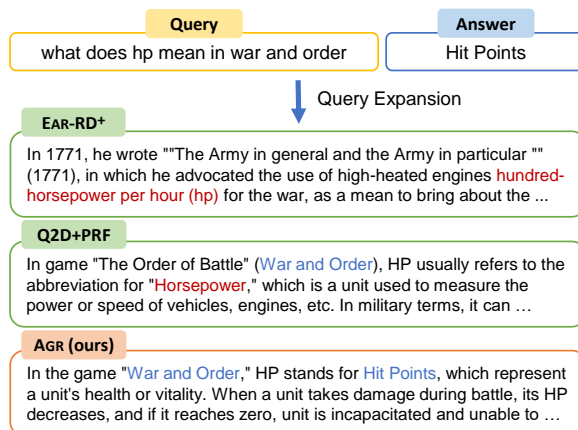 Query
Answer
what does hp mean in war and order
Hit Points
Query Expansion
EAR-RD+
In 1771, he wrote ""The Army in general and the Army in particular ""
(1771), in which he advocated the use of high-heated engines hundred-
horsepower per hour (hp) for the war, as a mean to bring about the ...
Q2D+PRF
In game "The Order of Battle" (War and Order), HP usually refers to the
abbreviation for "Horsepower," which is a unit used to measure the
power or speed of vehicles, engines, etc. In military terms, it can …
AGR (ours)
In the game "War and Order," HP stands for Hit Points, which represent
a unit's health or vitality. When a unit takes damage during battle, its HP
decreases, and if it reaches zero, unit is incapacitated and unable to …